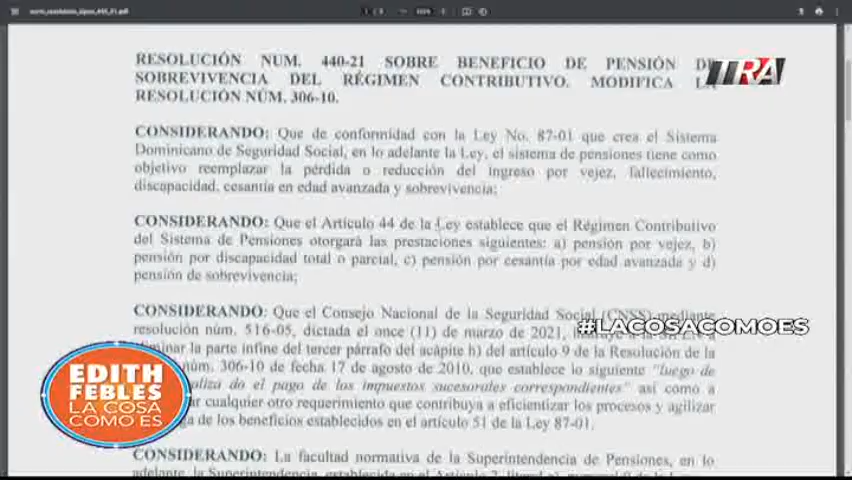 RESOLUCIÓN NUM. 440-21 SOBRE BENEFICIO DE PENSIÓN DE
SOBREVIVENCIA DEL RÉGIMEN CONTRIBUTIVO. MODIFICA LA
RESOLUCIÓN NÚM. 306-10.
TRA
CONSIDERANDO: Que de conformidad con la Ley No. 87-01 que crea el Sistema
Dominicano de Seguridad Social, en lo adelante la Ley, el sistema de pensiones tiene como
objetivo reemplazar la pérdida o reducción del ingreso por vejez, fallecimiento,
discapacidad, cesantía en edad avanzada y sobrevivencia;
CONSIDERANDO: Que el Artículo 44 de la Ley establece que el Régimen Contributivo
del Sistema de Pensiones otorgará las prestaciones siguientes: a) pensión por vejez, b)
pensión por discapacidad total o parcial, c) pensión por cesantía por edad avanzada y d)
pensión de sobrevivencia;
CONSIDERANDO: Que el Consejo Nacional de la Seguridad Social (CNSS) mediante
resolución núm. 516-05, dictada el once (11) de marzo de 2021,
#LACOSACOMOES
la parte infine del tercer párrafo del acápite h) del artículo 9 de la Resolución de la
núm. 306-10 de fecha 17 de agosto de 2010, que establece lo siguiente "luego de
do el pago de los impuestos sucesorales correspondientes" así como a
cualquier otro requerimiento que contribuya a eficientizar los procesos y agilizar
de los beneficios establecidos en el artículo 51 de la Ley 87-01.
EDITH
FEBLES
LA COSA
COMO ES
CONSIDERANDO: La facultad normativa de la Superintendencia de Pensiones, en lo
adelante, la Superintendencia, establecida en el Artículo 2, literal